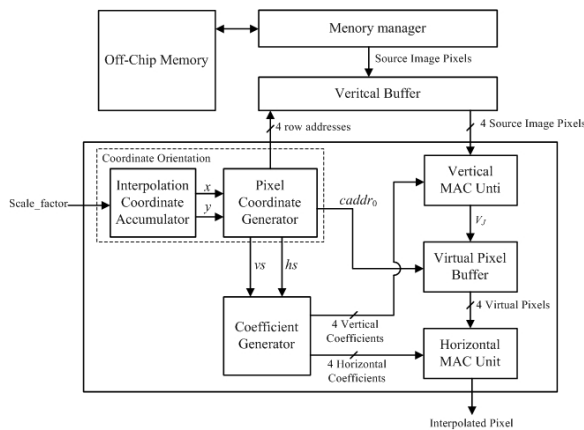 Menory manager
Off-Chip Memory
Source Image Pixels
Veritcal Buffer
4 row addresses
4 Source Image Pixels
Coordinate Orientation
Interpolation
Coordinate
Accumulator
x
y
Pixel
Coordinate
Generator
Vertical
MAC Unti
Scale_factor
caddr0
VJ
vs
hs
Virtual Pixel
Buffer
4 Virtual Pixels
Coefficient
Generator
4 Vertical
Coefficients
4 Horizontal
Coefficients
Horizontal
MAC Unit
Interpolated Pixel